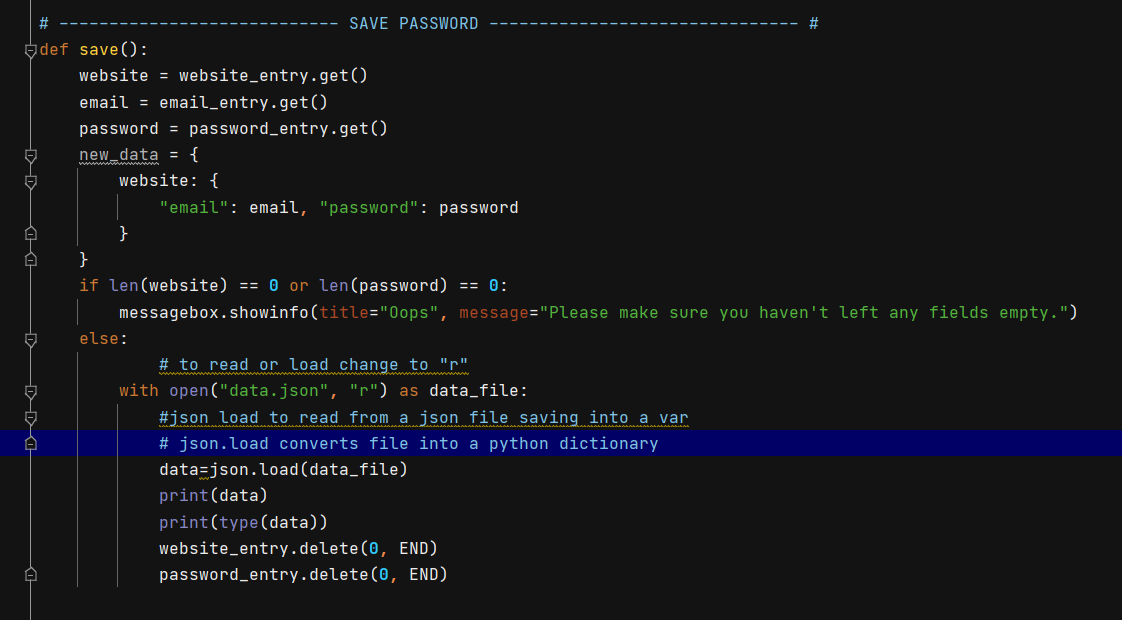 # ---------------------------- SAVE PASSWORD ------------------------------- #
def save():
    website = website_entry.get()
    email = email_entry.get()
    password = password_entry.get()
    new_data = {
        website: {
            "email": email, "password": password
        }
    }
    if len(website) == 0 or len(password) == 0:
        messagebox.showinfo(title="Oops", message="Please make sure you haven't left any fields empty.")
    else:
            # to read or load change to "r"
        with open("data.json", "r") as data_file:
            #json load to read from a json file saving into a var
            # json.load converts file into a python dictionary
            data=json.load(data_file)
            print(data)
            print(type(data))
            website_entry.delete(0, END)
            password_entry.delete(0, END)